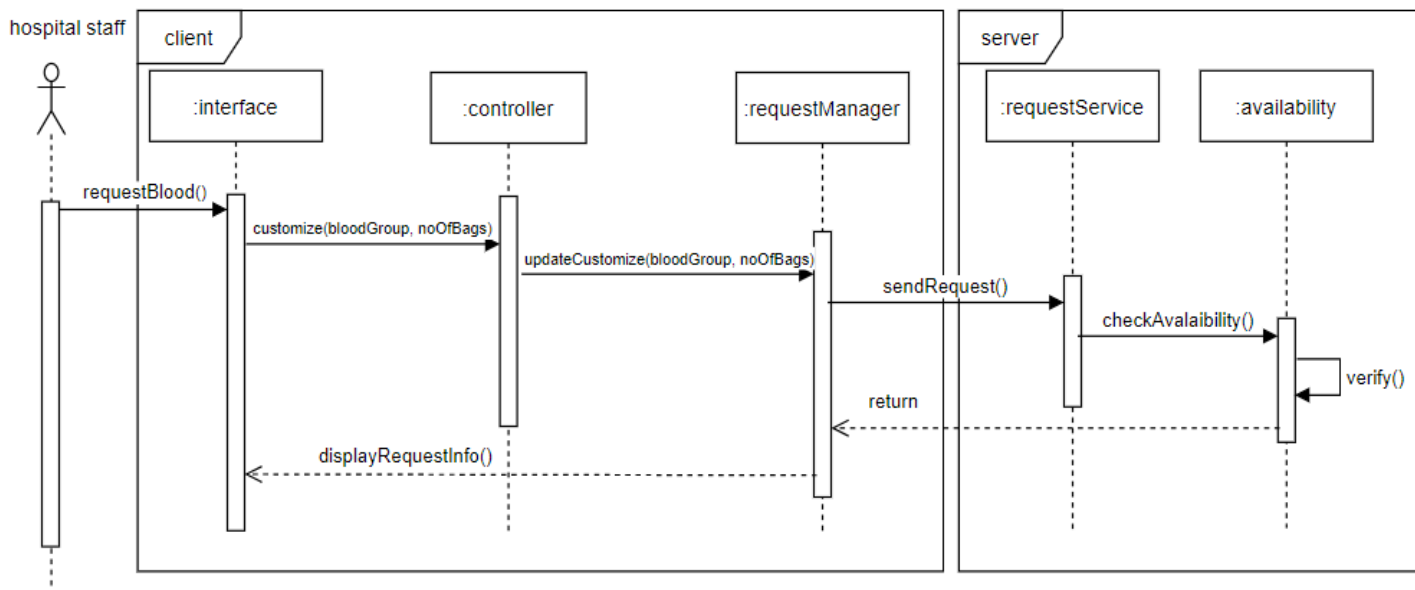 hospital staff
client
server
:interface
:controller
:requestManager
:requestService
:availability
requestBlood()
customize(bloodGroup, noOfBags)
updateCustomize(bloodGroup, noOfBags)
sendRequest()
checkAvalaibility()
verify()
return
displayRequestInfo()